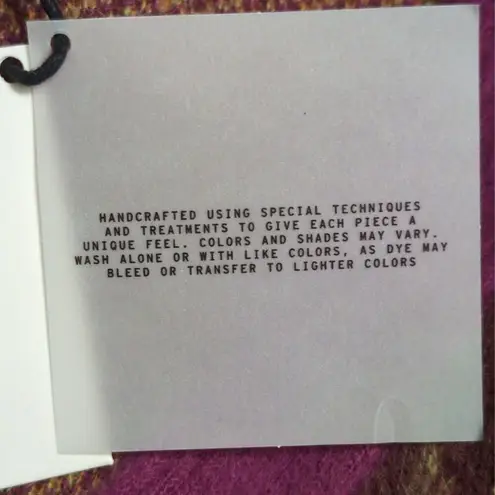 HANDCRAFTED USING SPECIAL TECHNIQUES
AND TREATMENTS TO GIVE EACH PIECE A
UNIQUE FEEL. COLORS AND SHADES MAY VARY.
WASH ALONE OR WITH LIKE COLORS, AS DYE MAY
BLEED OR TRANSFER TO LIGHTER COLORS